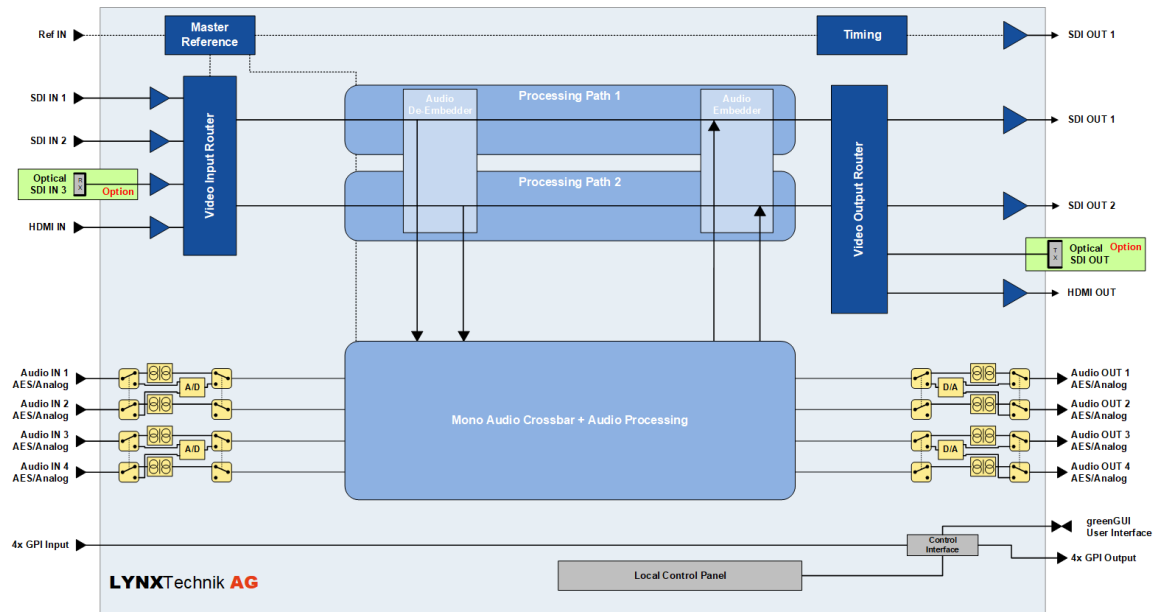 Ref IN
Master
Reference
Timing
SDI OUT 1
SDI IN 1
SDI IN 2
Optical
SDI IN 3
R
X
Option
HDMI IN
Video Input Router
Processing Path 1
Audio
De-Embedder
Audio
Embedder
Processing Path 2
Video Output Router
SDI OUT 1
SDI OUT 2
T
X
Optical
SDI OUT
Option
HDMI OUT
Audio IN 1
AES/Analog
Audio IN 2
AES/Analog
Audio IN 3
AES/Analog
Audio IN 4
AES/Analog
A/D
A/D
Mono Audio Crossbar + Audio Processing
D/A
D/A
Audio OUT 1
AES/Analog
Audio OUT 2
AES/Analog
Audio OUT 3
AES/Analog
Audio OUT 4
AES/Analog
greenGUI
User Interface
4x GPI Input
Control
Interface
4x GPI Output
Local Control Panel
LYNXTechnik AG